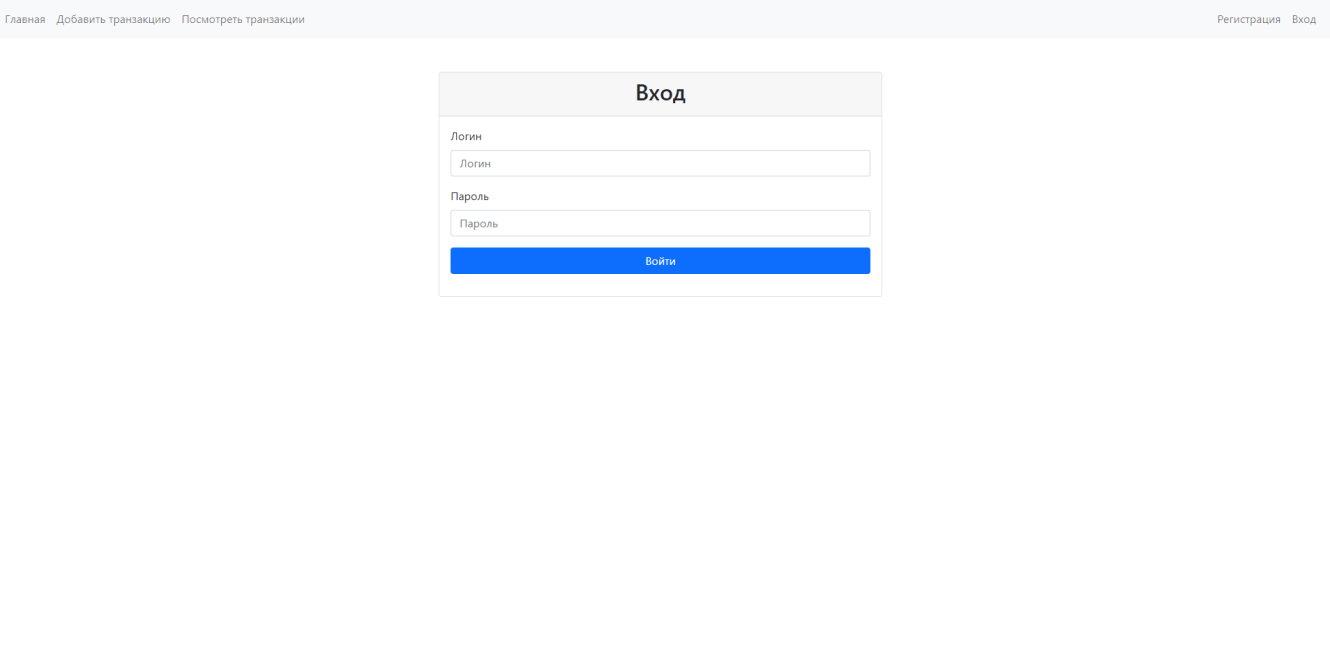 Главная Добавить транзакцию Посмотреть транзакции Регистрация Вход
Вход
Логин
Логин
Пароль
Пароль
Войти